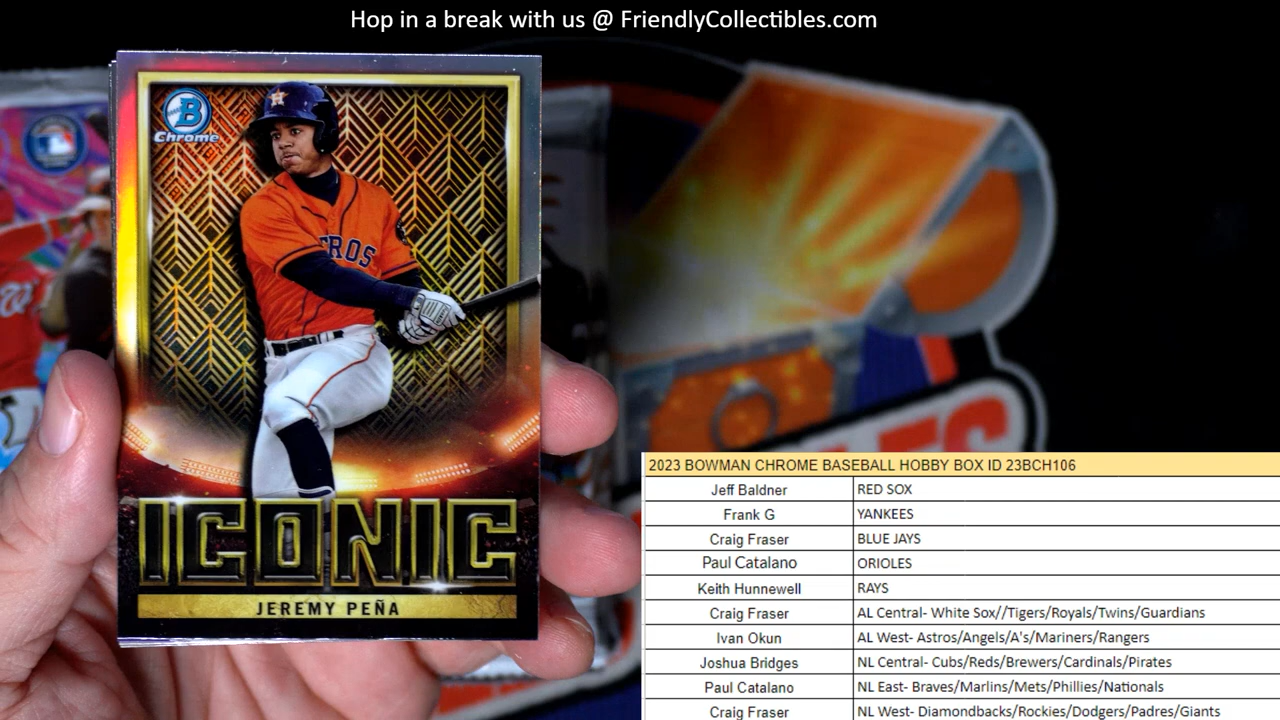 Hop in a break with us @ FriendlyCollectibles.com
B
Chrome
TROS
ICONIC
JEREMY PEÑA
2023 BOWMAN CHROME BASEBALL HOBBY BOX ID 23BCH106
Jeff Baldner RED SOX
Frank G YANKEES
Craig Fraser BLUE JAYS
Paul Catalano ORIOLES
Keith Hunnewell RAYS
Craig Fraser AL Central- White Sox//Tigers/Royals/Twins/Guardians
Ivan Okun AL West- Astros/Angels/A's/Mariners/Rangers
Joshua Bridges NL Central- Cubs/Reds/Brewers/Cardinals/Pirates
Paul Catalano NL East- Braves/Marlins/Mets/Phillies/Nationals
Craig Fraser NL West- Diamondbacks/Rockies/Dodgers/Padres/Giants